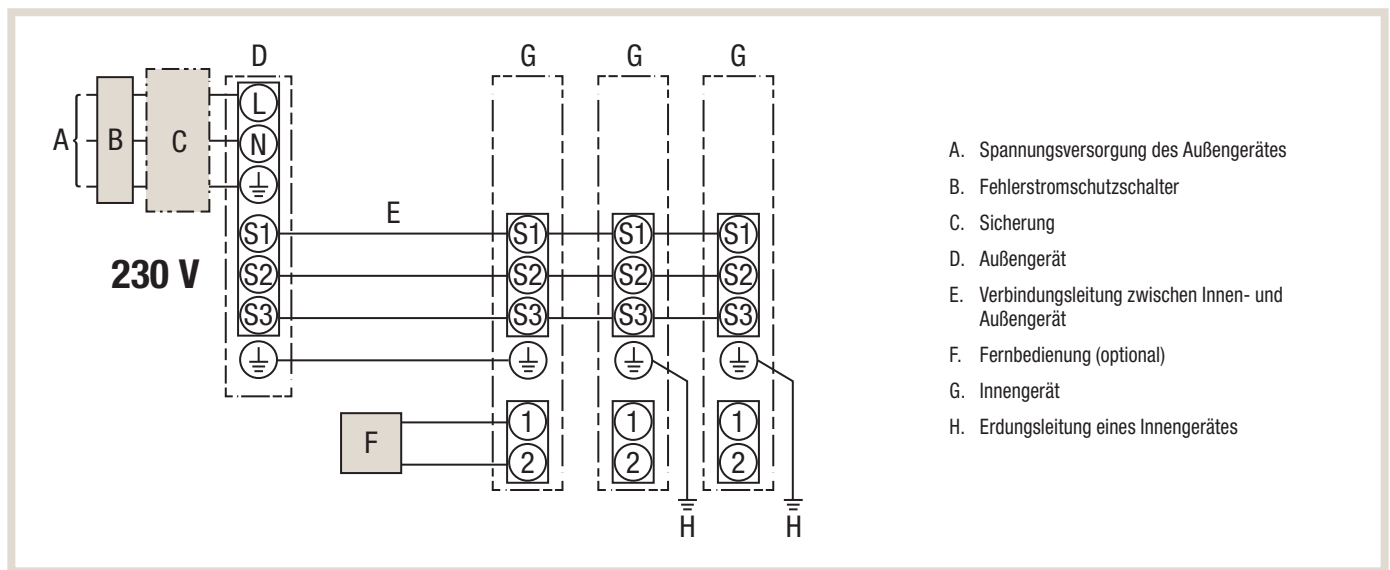 D G G G
A B C L
N
⏚
S1 E S1 S1 S1
230 V
S2 S2 S2 S2
S3 S3 S3 S3
F 1 1 1
2 2 2
H H
A. Spannungsversorgung des Außengerätes
B. Fehlerstromschutzschalter
C. Sicherung
D. Außengerät
E. Verbindungsleitung zwischen Innen- und
Außengerät
F. Fernbedienung (optional)
G. Innengerät
H. Erdungsleitung eines Innengerätes